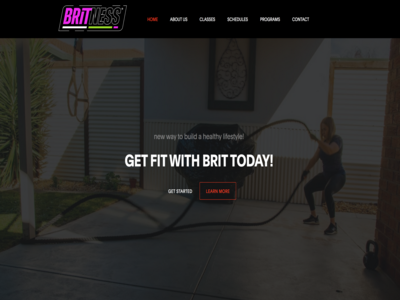 BRITNESS
HOME ABOUT US CLASSES SCHEDULES PROGRAMS CONTACT
new way to build a healthy lifestyle!
GET FIT WITH BRIT TODAY!
GET STARTED LEARN MORE